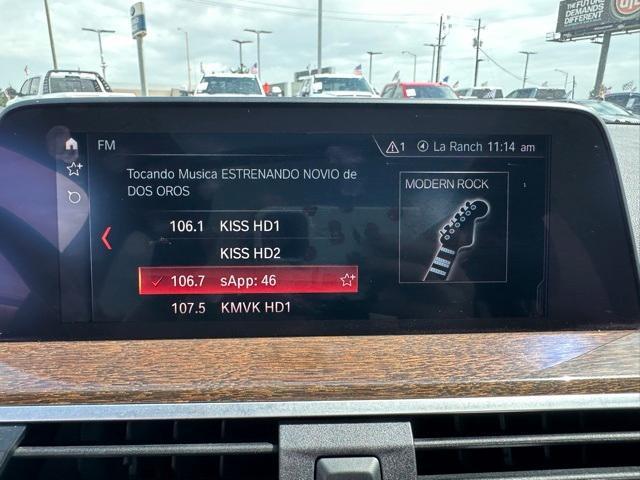 THE FUTURE
DEMANDS
FM
1 4 La Ranch 11:14 am
Tocando Musica ESTRENANDO NOVIO de
DOS OROS
MODERN ROCK
106.1 KISS HD1
KISS HD2
106.7 sApp: 46
107.5 KMVK HD1